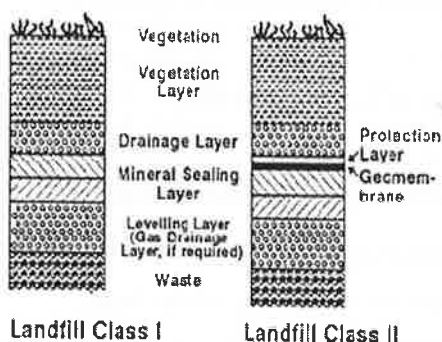 Vegetation
Vegetation
Layer
Drainage Layer
Mineral Sealing
Layer
Levelling Layer
(Gas Drainage
Layer, if required)
Waste
Protection
Layer
Geomem-
brane
Landfill Class I
Landfill Class II